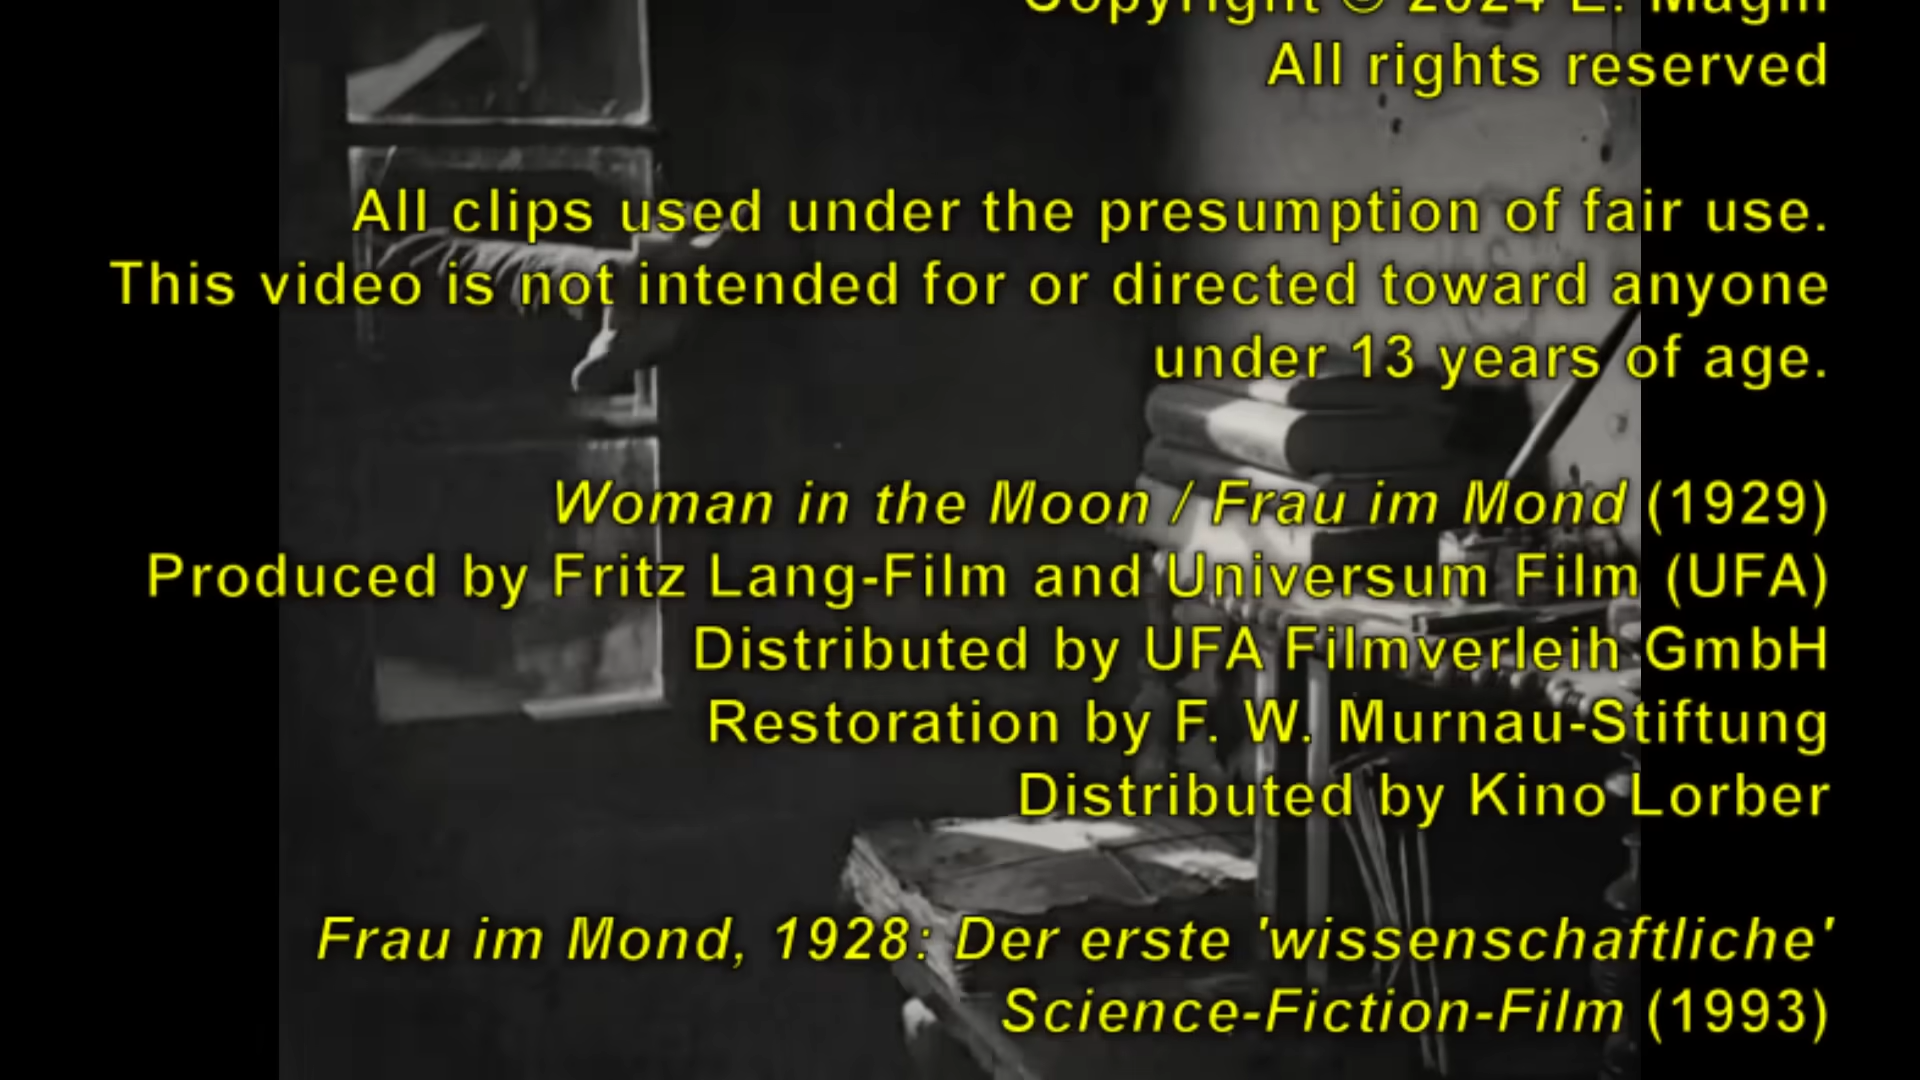 Copyright © 2024 E. Magill
All rights reserved
All clips used under the presumption of fair use.
This video is not intended for or directed toward anyone
under 13 years of age.
Woman in the Moon / Frau im Mond (1929)
Produced by Fritz Lang-Film and Universum Film (UFA)
Distributed by UFA Filmverleih GmbH
Restoration by F. W. Murnau-Stiftung
Distributed by Kino Lorber
Frau im Mond, 1928: Der erste 'wissenschaftliche'
Science-Fiction-Film (1993)